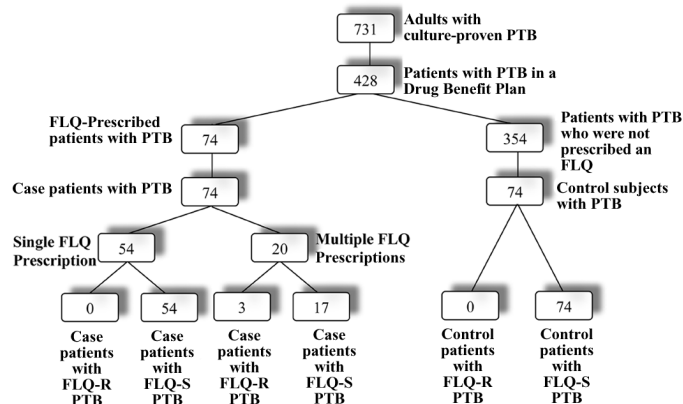 731
Adults with
culture-proven PTB
428
Patients with PTB in a
Drug Benefit Plan
FLQ-Prescribed
patients with PTB
74
354
Patients with PTB
who were not
prescribed an
FLQ
Case patients with PTB
74
74
Control subjects
with PTB
Single FLQ
Prescription
54
20
Multiple FLQ
Prescriptions
0
54
3
17
0
74
Case
patients
with
FLQ-R
PTB
Case
patients
with
FLQ-S
PTB
Case
patients
with
FLQ-R
PTB
Case
patients
with
FLQ-S
PTB
Control
patients
with
FLQ-R
PTB
Control
patients
with
FLQ-S
PTB